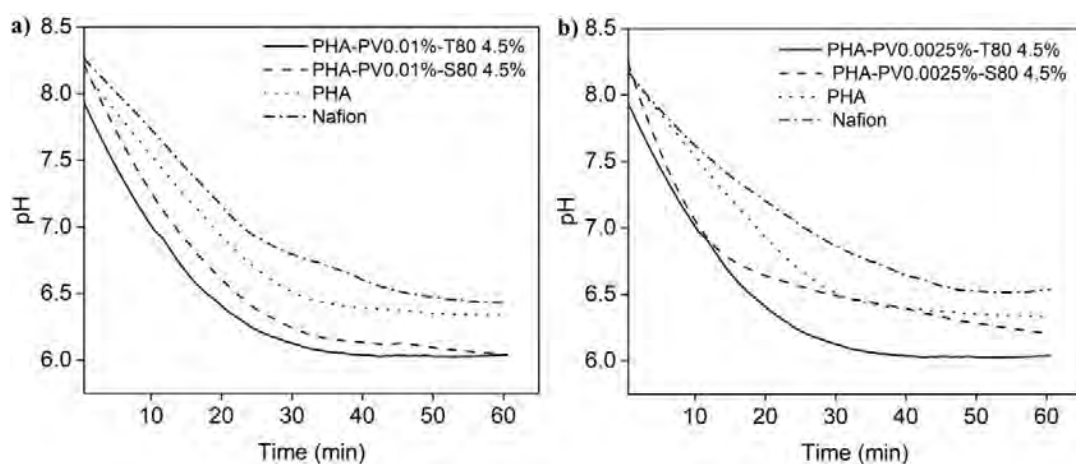 a)
8.5
8.0
7.5
7.0
6.5
6.0
pH
PHA-PV0.01%-T80 4.5%
PHA-PV0.01%-S80 4.5%
PHA
Nafion
10 20 30 40 50 60
Time (min)
b)
8.5
8.0
7.5
7.0
6.5
6.0
pH
PHA-PV0.0025%-T80 4.5%
PHA-PV0.0025%-S80 4.5%
PHA
Nafion
10 20 30 40 50 60
Time (min)